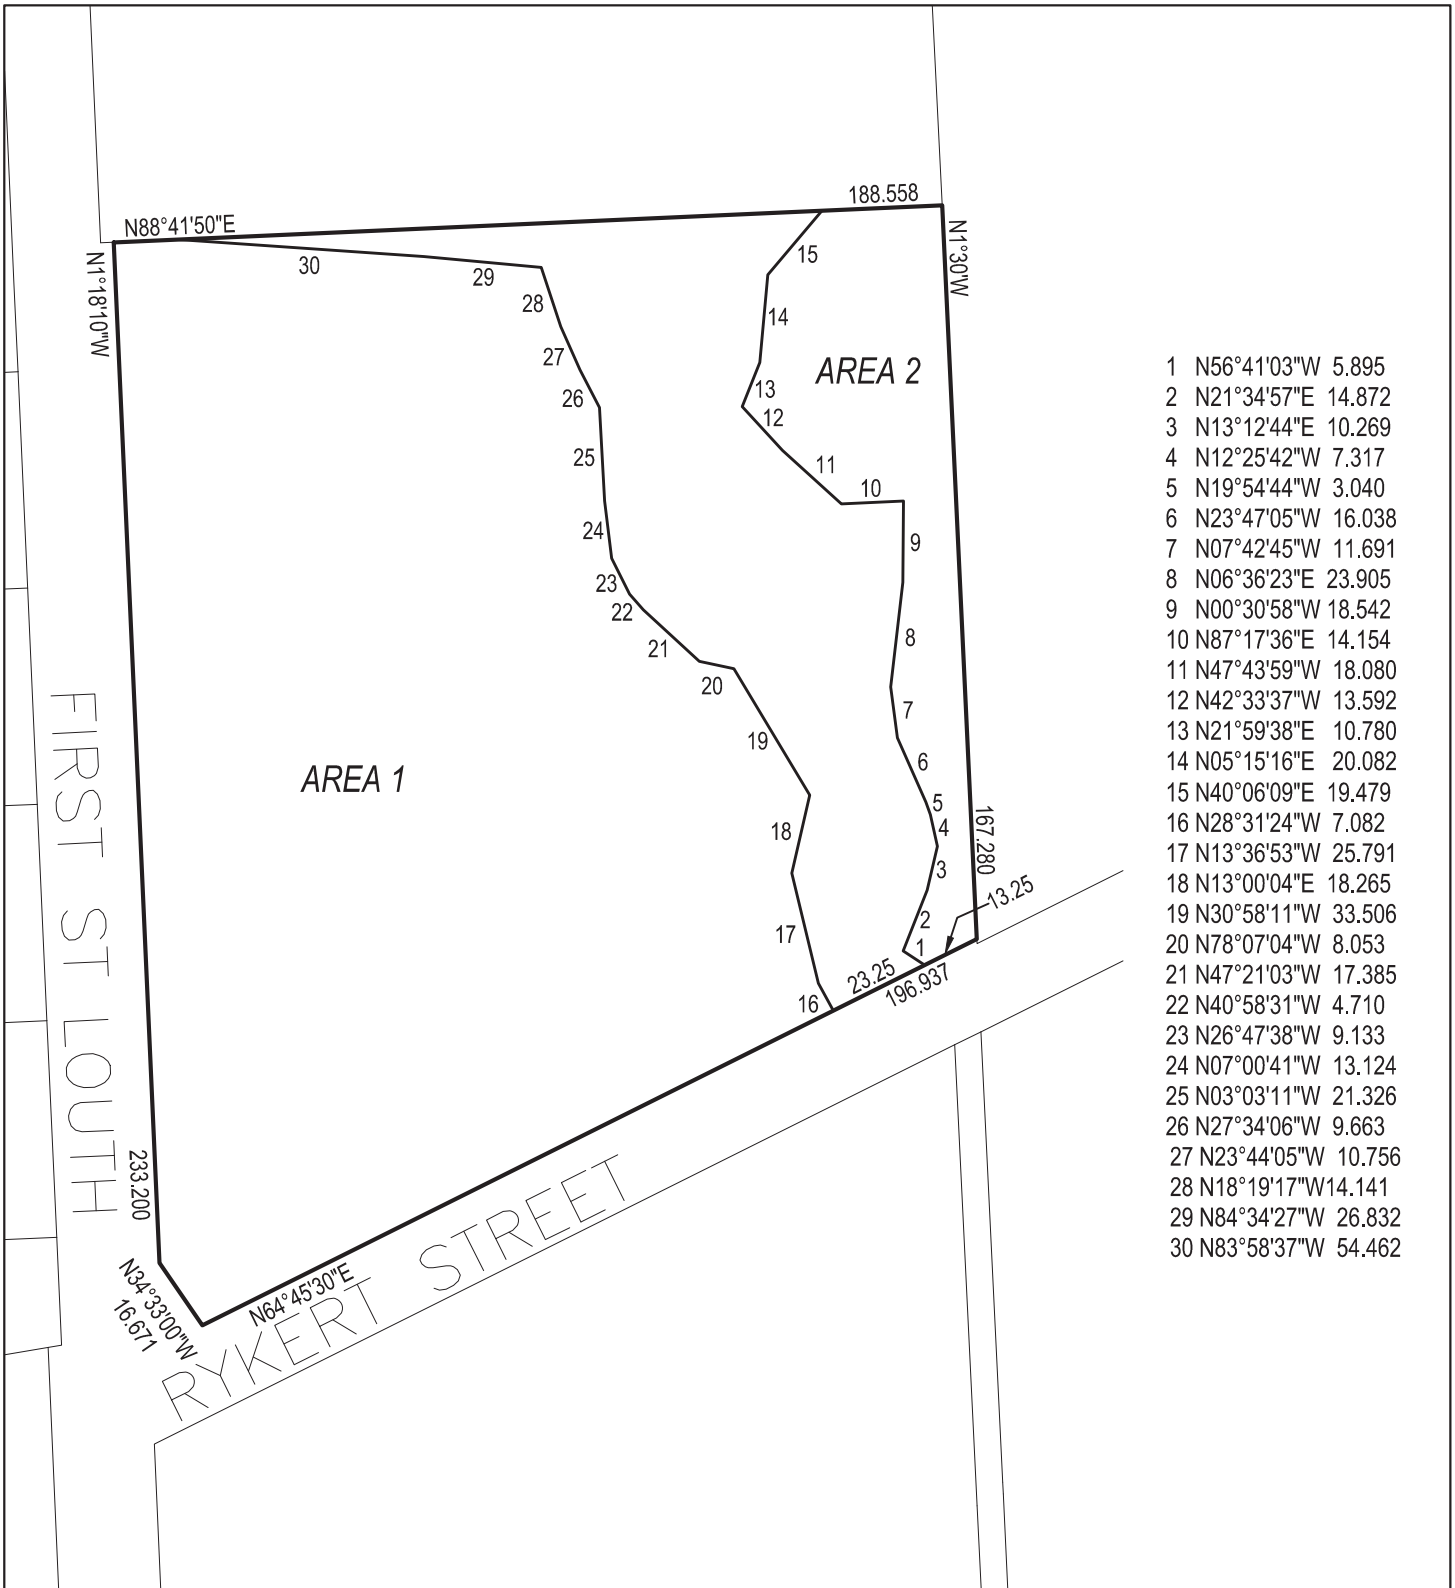 188.558
N88°41'50"E
N1°30'W
N1°18'10"W
15
30
29
28
14
27
AREA 2
26
13
12
25
11
10
24
9
23
22
21
8
20
7
19
6
AREA 1
5
18
4
167.280
3
13.25
2
17
1
23.25
196.937
16
FIRST ST LOUTH
233.200
N34°33'00"W
16.671
N64°45'30"E
RYKERT STREET
1 N56°41'03"W 5.895
2 N21°34'57"E 14.872
3 N13°12'44"E 10.269
4 N12°25'42"W 7.317
5 N19°54'44"W 3.040
6 N23°47'05"W 16.038
7 N07°42'45"W 11.691
8 N06°36'23"E 23.905
9 N00°30'58"W 18.542
10 N87°17'36"E 14.154
11 N47°43'59"W 18.080
12 N42°33'37"W 13.592
13 N21°59'38"E 10.780
14 N05°15'16"E 20.082
15 N40°06'09"E 19.479
16 N28°31'24"W 7.082
17 N13°36'53"W 25.791
18 N13°00'04"E 18.265
19 N30°58'11"W 33.506
20 N78°07'04"W 8.053
21 N47°21'03"W 17.385
22 N40°58'31"W 4.710
23 N26°47'38"W 9.133
24 N07°00'41"W 13.124
25 N03°03'11"W 21.326
26 N27°34'06"W 9.663
27 N23°44'05"W 10.756
28 N18°19'17"W14.141
29 N84°34'27"W 26.832
30 N83°58'37"W 54.462